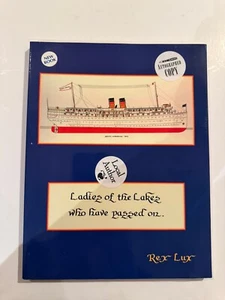 NEW
BOOK
AUTOGRAPHED
COPY
Local
Author
Ladies of the Lakes
who have passed on..
Rex Lux